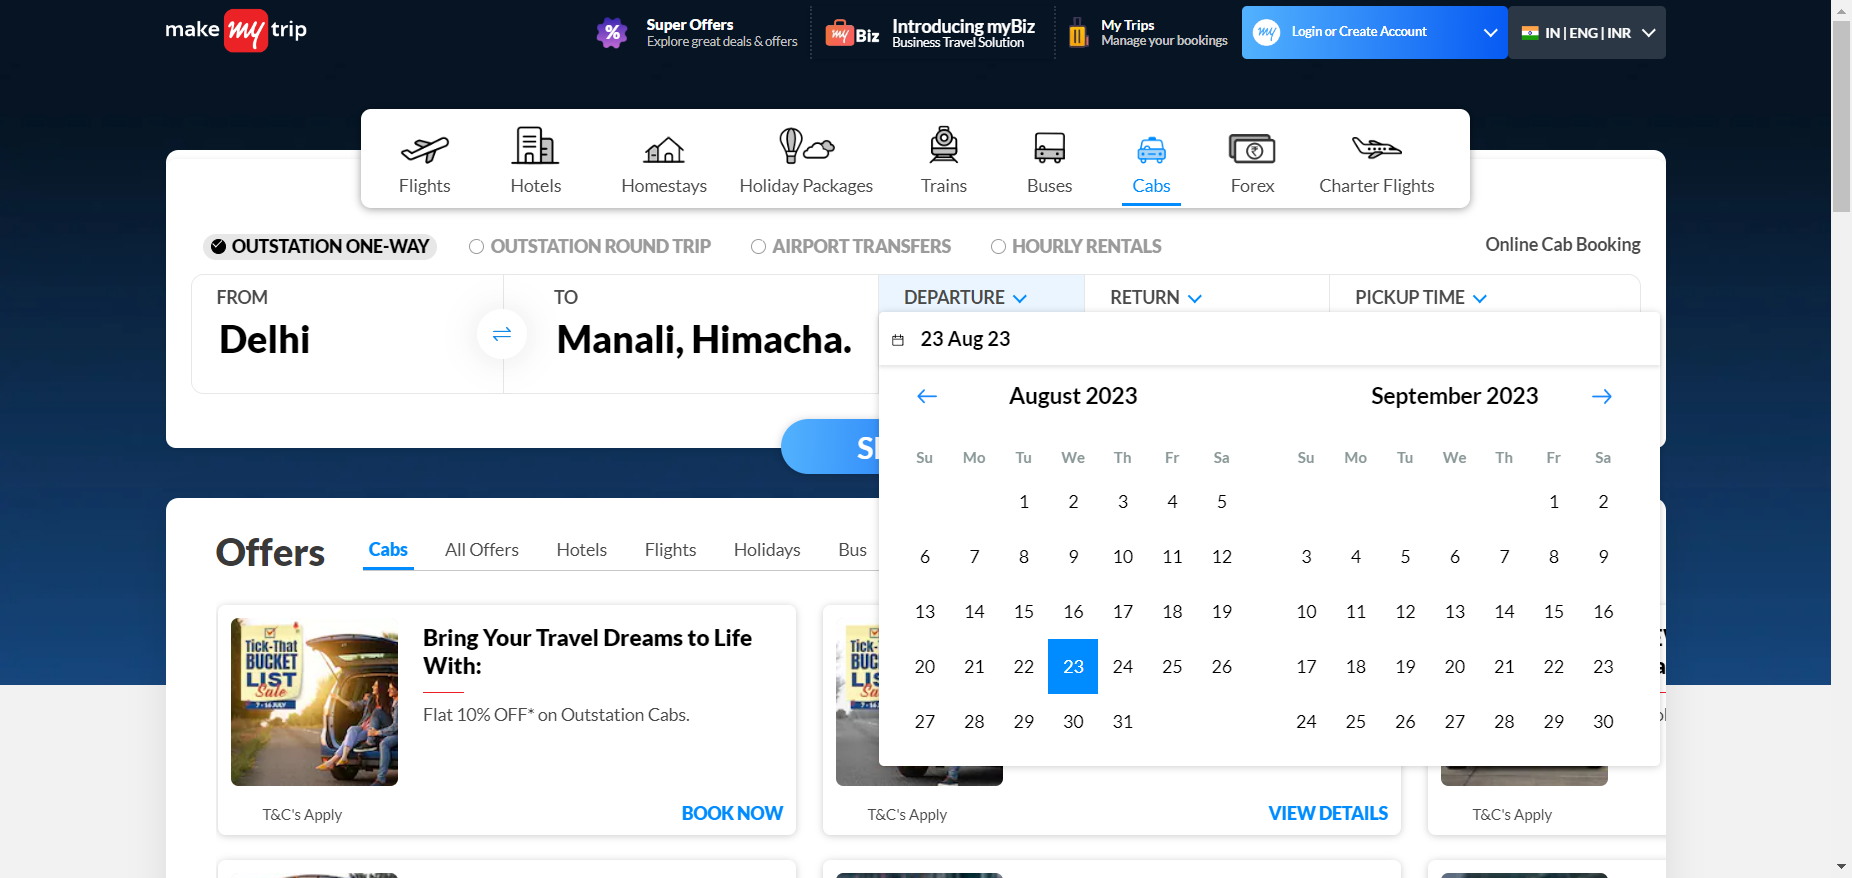 make my trip
Super Offers
Explore great deals & offers
my Biz
Introducing myBiz
Business Travel Solution
My Trips
Manage your bookings
my
Login or Create Account
IN | ENG | INR
Flights
Hotels
Homestays
Holiday Packages
Trains
Buses
Cabs
Forex
Charter Flights
OUTSTATION ONE-WAY
OUTSTATION ROUND TRIP
AIRPORT TRANSFERS
HOURLY RENTALS
Online Cab Booking
FROM
Delhi
TO
Manali, Himacha.
DEPARTURE
RETURN
PICKUP TIME
23 Aug 23
August 2023
Su Mo Tu We Th Fr Sa
1 2 3 4 5
6 7 8 9 10 11 12
13 14 15 16 17 18 19
20 21 22 23 24 25 26
27 28 29 30 31
September 2023
Su Mo Tu We Th Fr Sa
1 2
3 4 5 6 7 8 9
10 11 12 13 14 15 16
17 18 19 20 21 22 23
24 25 26 27 28 29 30
Offers
Cabs
All Offers
Hotels
Flights
Holidays
Bus
Tick-That
BUCKET
LIST
Sale
7 - 16 JULY
Bring Your Travel Dreams to Life
With:
Flat 10% OFF* on Outstation Cabs.
T&C's Apply
BOOK NOW
T&C's Apply
VIEW DETAILS
T&C's Apply